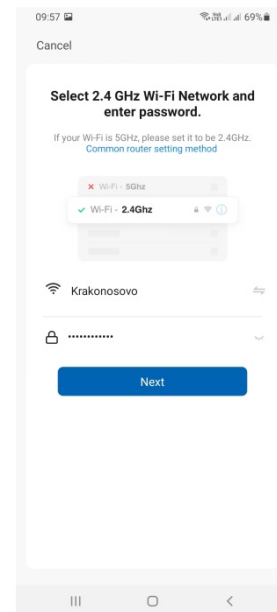 09:57 69%
Cancel
Select 2.4 GHz Wi-Fi Network and
enter password.
If your Wi-Fi is 5GHz, please set it to be 2.4GHz.
Common router setting method
Wi-Fi - 5Ghz
Wi-Fi - 2.4Ghz
Krakonosovo
••••••••••••
Next